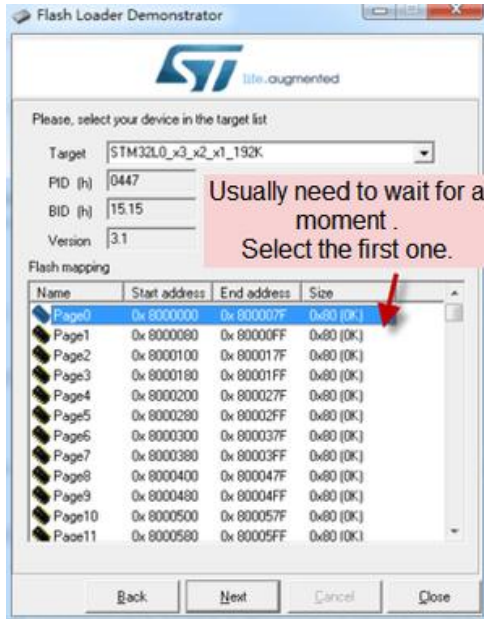 Flash Loader Demonstrator
life.augmented
Please, select your device in the target list
Target STM32L0_x3_x2_x1_192K
PID (h) 0447
BID (h) 15.15
Version 3.1
Usually need to wait for a
moment .
Select the first one.
Flash mapping
Name Start address End address Size
Page0 0x 8000000 0x 800007F 0x80 (0K)
Page1 0x 8000080 0x 80000FF 0x80 (0K)
Page2 0x 8000100 0x 800017F 0x80 (0K)
Page3 0x 8000180 0x 80001FF 0x80 (0K)
Page4 0x 8000200 0x 800027F 0x80 (0K)
Page5 0x 8000280 0x 80002FF 0x80 (0K)
Page6 0x 8000300 0x 800037F 0x80 (0K)
Page7 0x 8000380 0x 80003FF 0x80 (0K)
Page8 0x 8000400 0x 800047F 0x80 (0K)
Page9 0x 8000480 0x 80004FF 0x80 (0K)
Page10 0x 8000500 0x 800057F 0x80 (0K)
Page11 0x 8000580 0x 80005FF 0x80 (0K)
Back Next Cancel Close